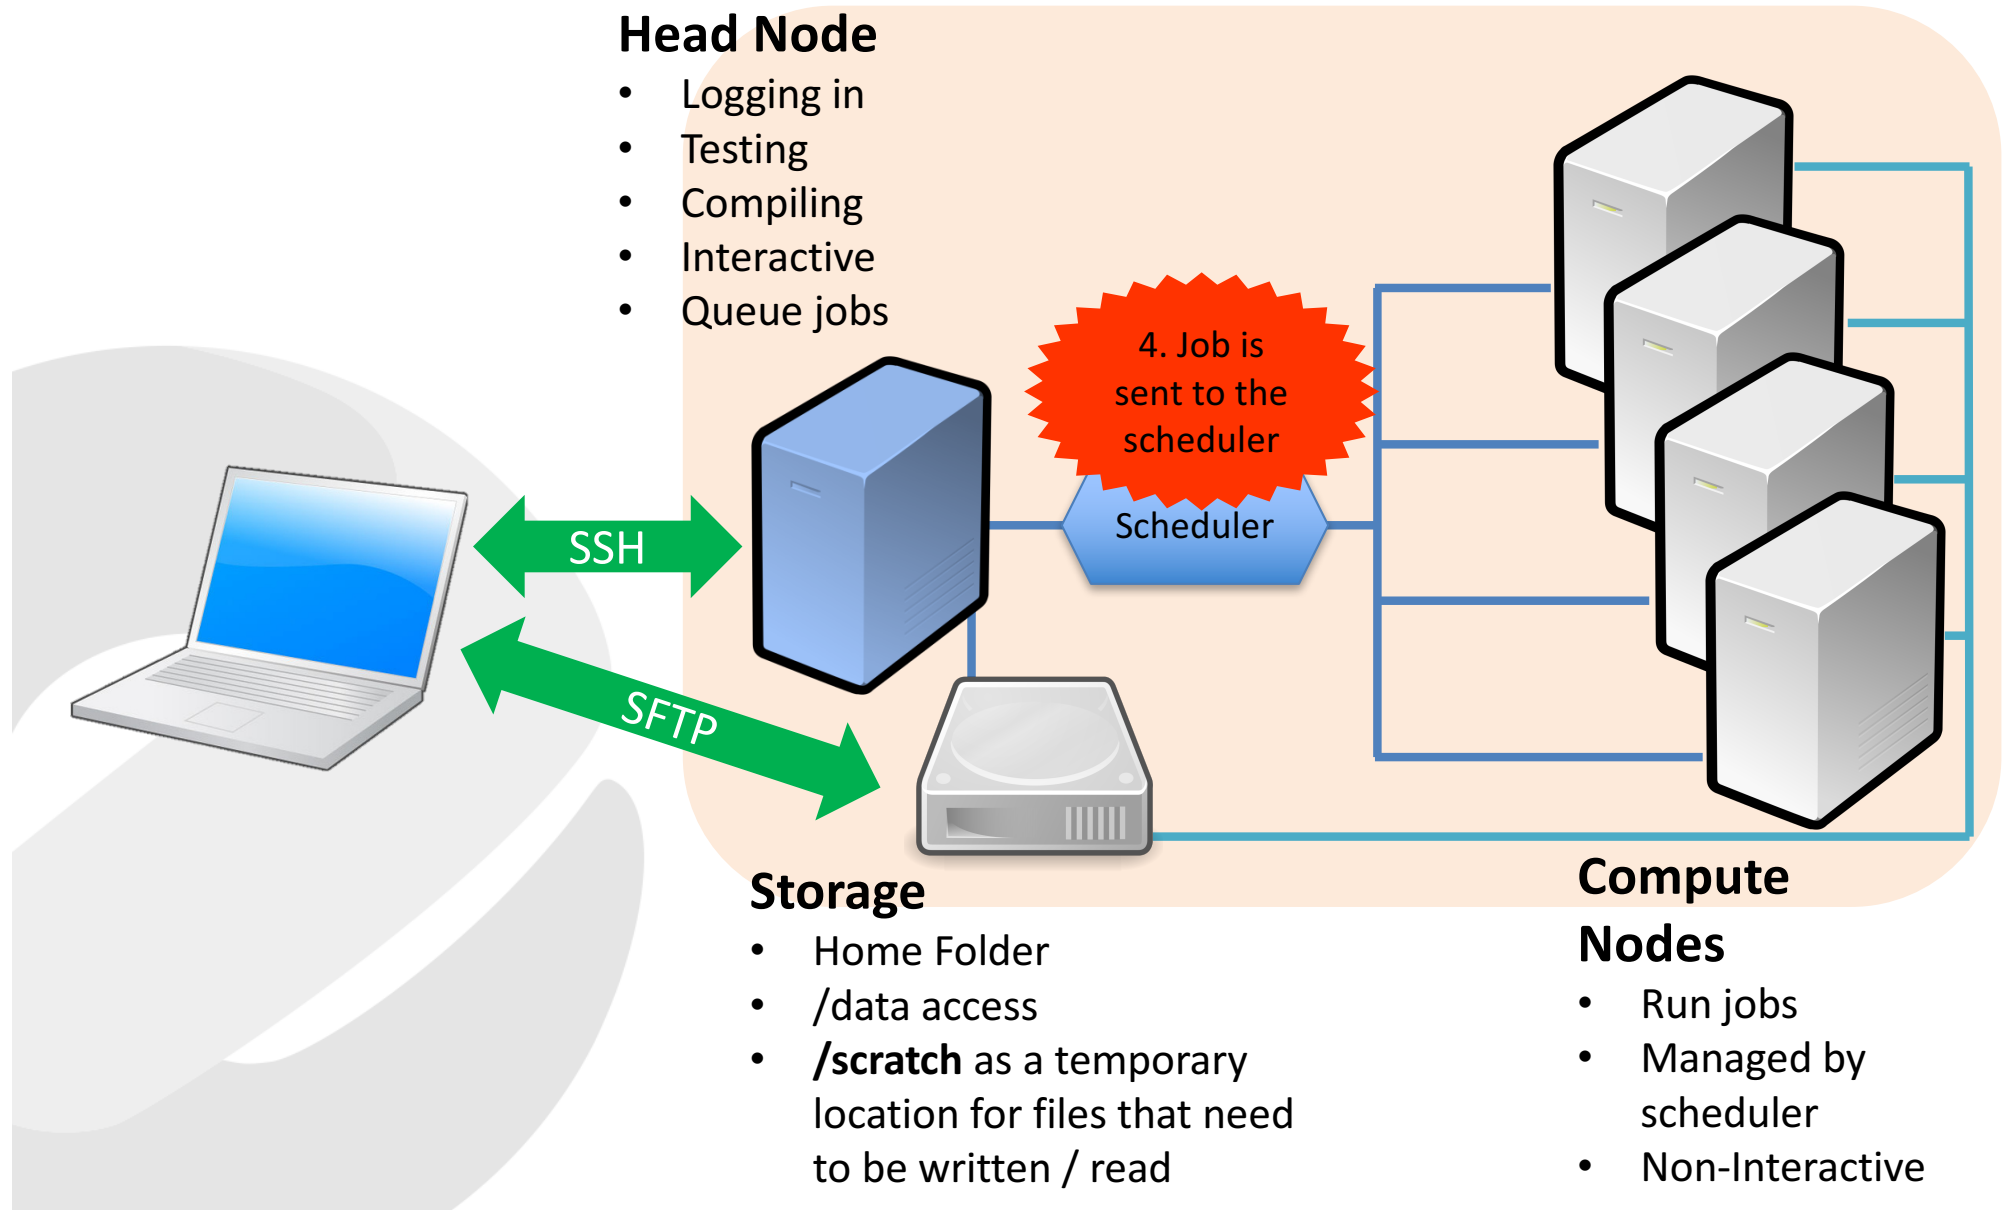 Head Node
• Logging in
• Testing
• Compiling
• Interactive
• Queue jobs
4. Job is
sent to the
scheduler
Scheduler
SSH
SFTP
Storage
• Home Folder
• /data access
• /scratch as a temporary
location for files that need
to be written / read
Compute
Nodes
• Run jobs
• Managed by
scheduler
• Non-Interactive